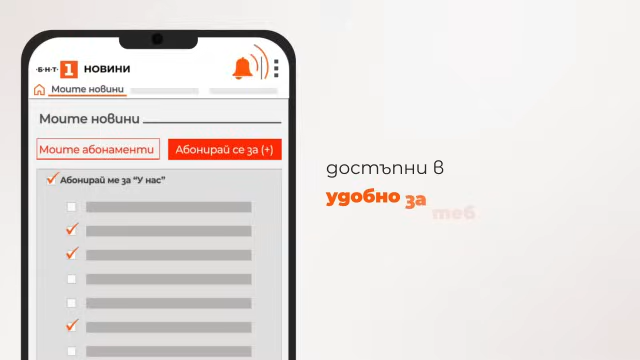 ·Б·Н·Т· 1 НОВИНИ
Моите новини
Моите новини
Моите абонаменти
Абонирай се за (+)
Абонирай ме за "У нас"
достъпни в
удобно за теб